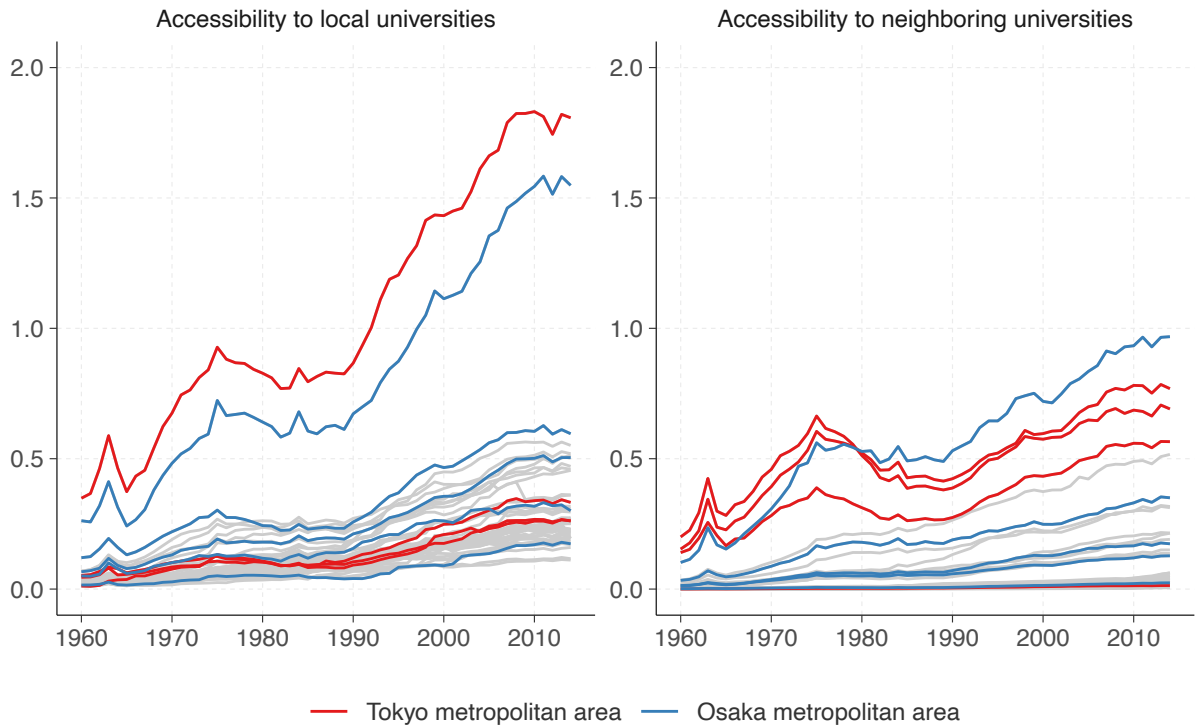 Accessibility to local universities
Accessibility to neighboring universities
2.0
1.5
1.0
0.5
0.0
1960 1970 1980 1990 2000 2010
2.0
1.5
1.0
0.5
0.0
1960 1970 1980 1990 2000 2010
Tokyo metropolitan area Osaka metropolitan area